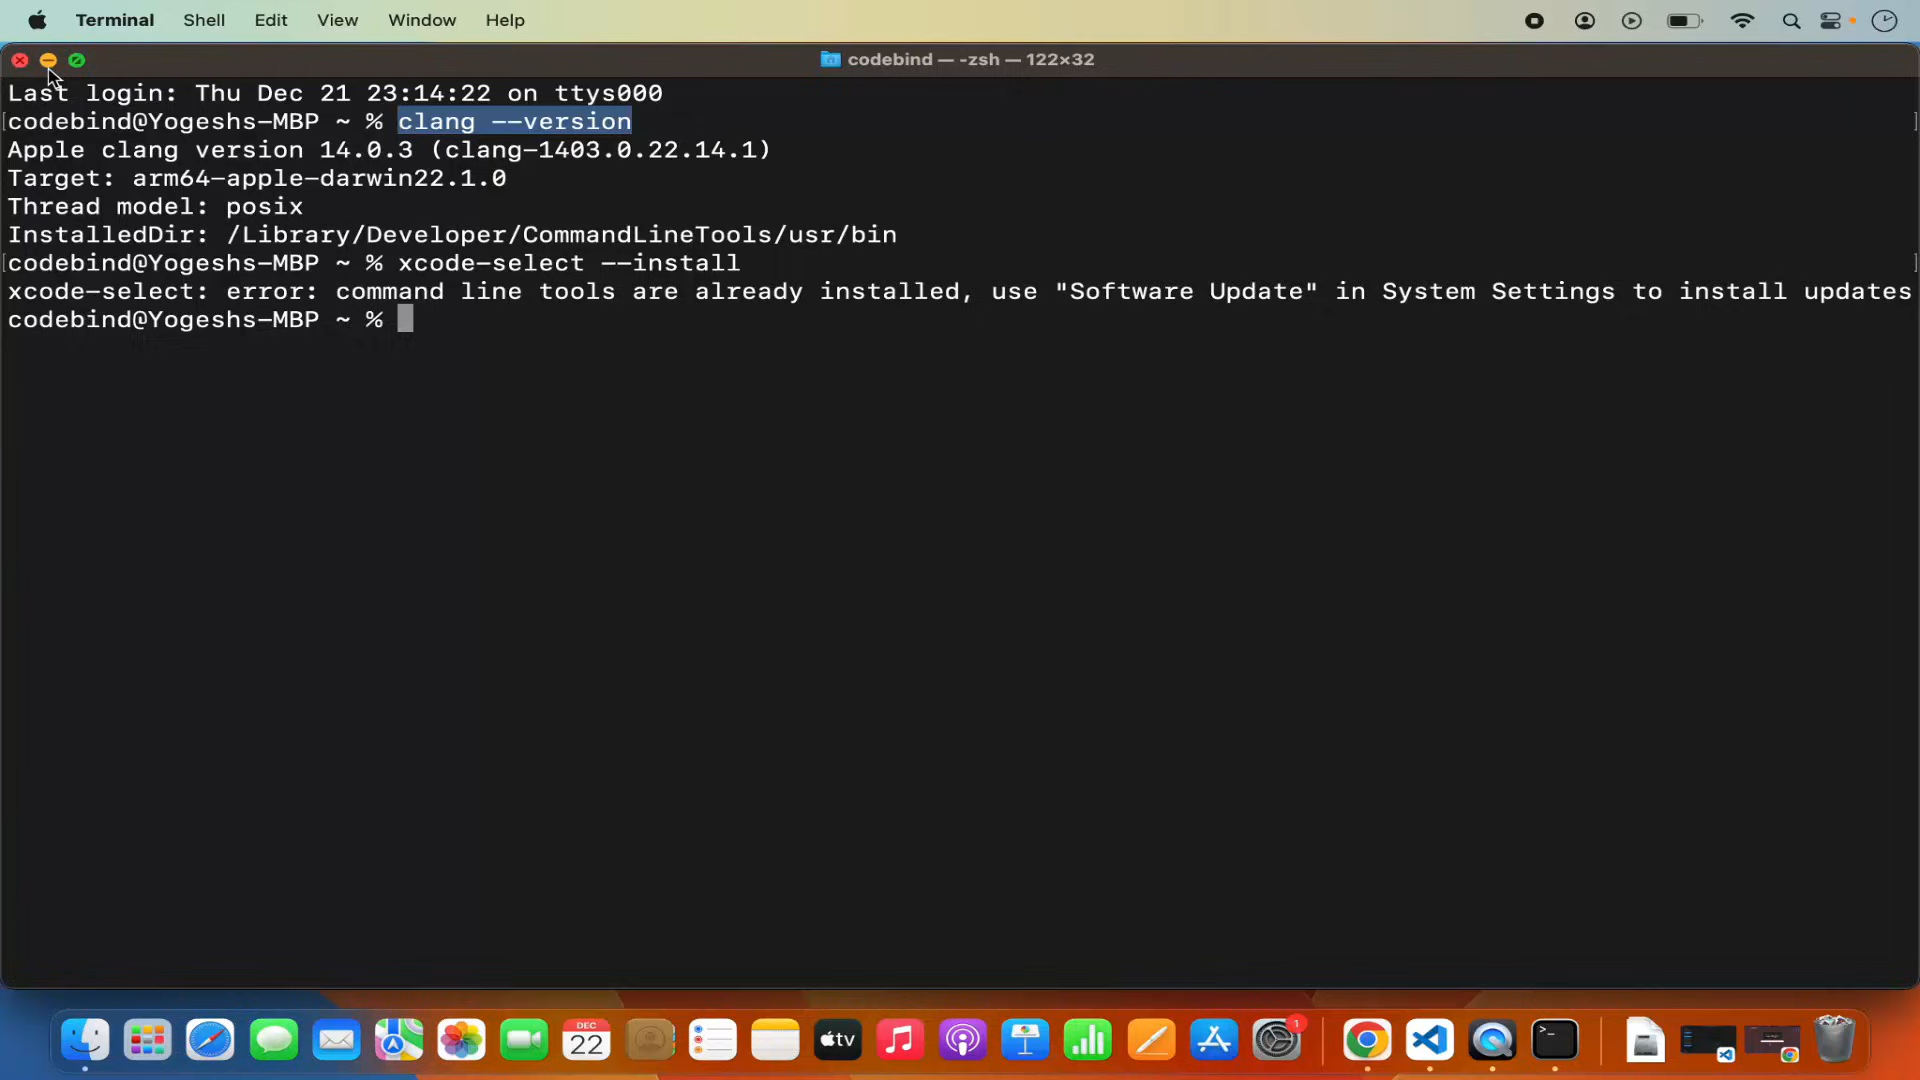 Terminal Shell Edit View Window Help
codebind — -zsh — 122×32
Last login: Thu Dec 21 23:14:22 on ttys000
[codebind@Yogeshs-MBP ~ % clang --version ]
Apple clang version 14.0.3 (clang-1403.0.22.14.1)
Target: arm64-apple-darwin22.1.0
Thread model: posix
InstalledDir: /Library/Developer/CommandLineTools/usr/bin
[codebind@Yogeshs-MBP ~ % xcode-select --install ]
xcode-select: error: command line tools are already installed, use "Software Update" in System Settings to install updates
codebind@Yogeshs-MBP ~ %
DEC
22
tv
1
>_